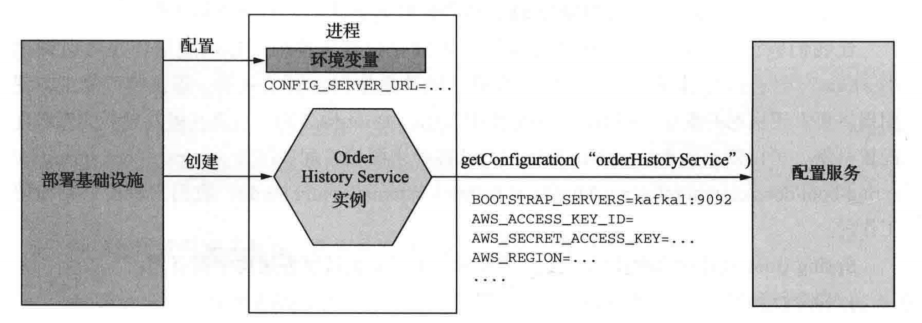 进程
配置
环境变量
CONFIG_SERVER_URL=...
部署基础设施
创建
Order
History Service
实例
getConfiguration(“orderHistoryService”)
BOOTSTRAP_SERVERS=kafka1:9092
AWS_ACCESS_KEY_ID=
AWS_SECRET_ACCESS_KEY=...
AWS_REGION=...
....
配置服务